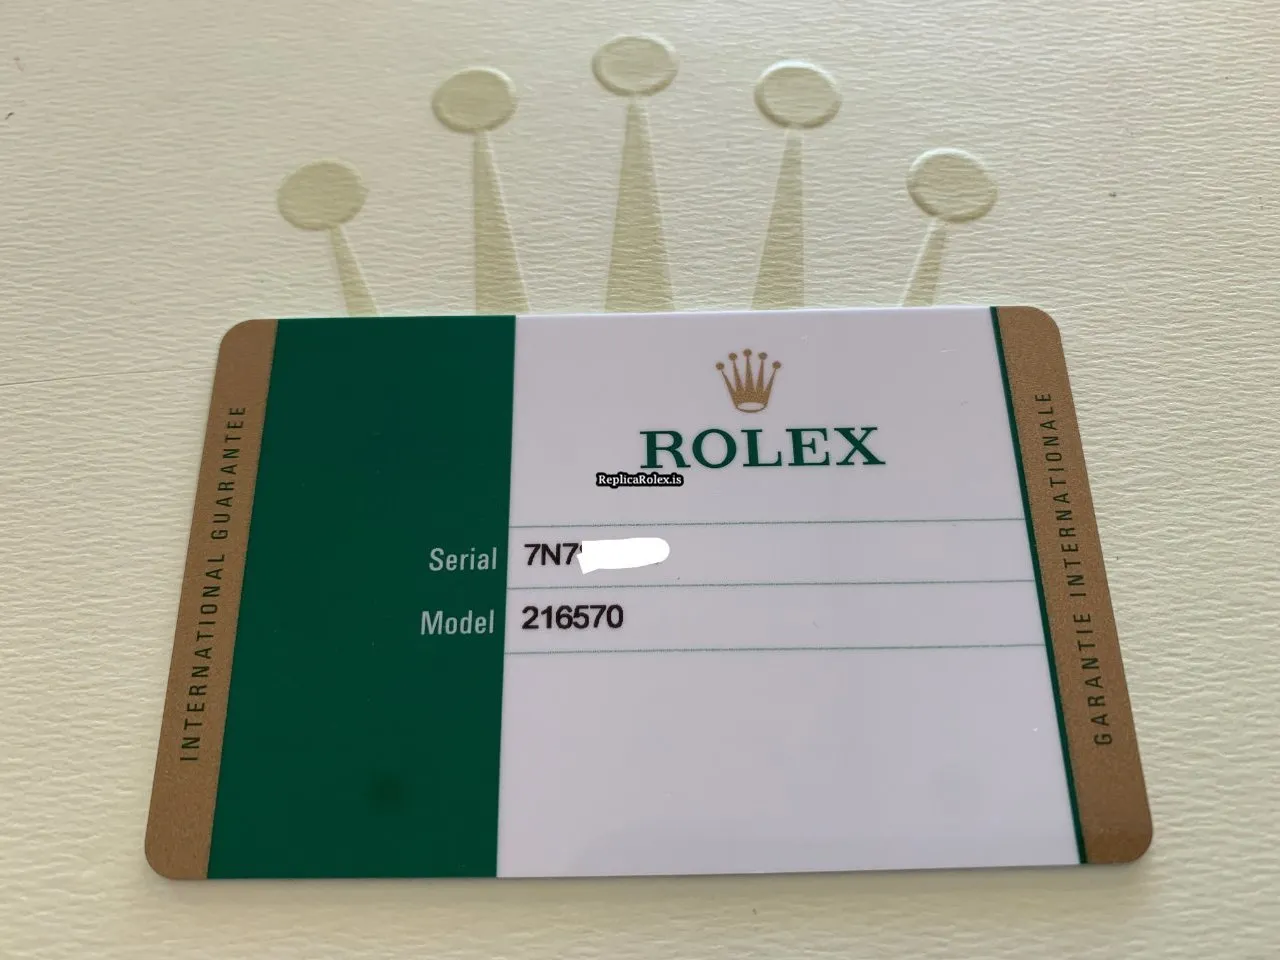 INTERNATIONAL GUARANTEE
ROLEX
ReplicaRolex.is
Serial 7N7
Model 216570
GARANTIE INTERNATIONALE